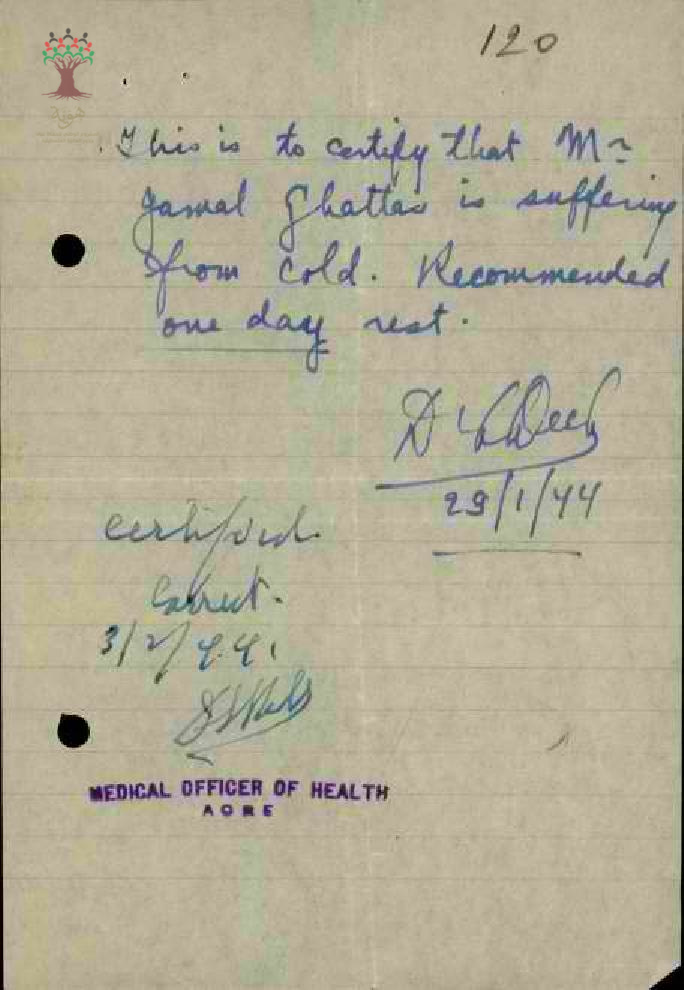 120
This is to certify that Mr
Jamal Ghattas is suffering
from cold. Recommended
one day rest.
29/1/44
Certified
Correct.
3/2/44.
MEDICAL OFFICER OF HEALTH
ACRE